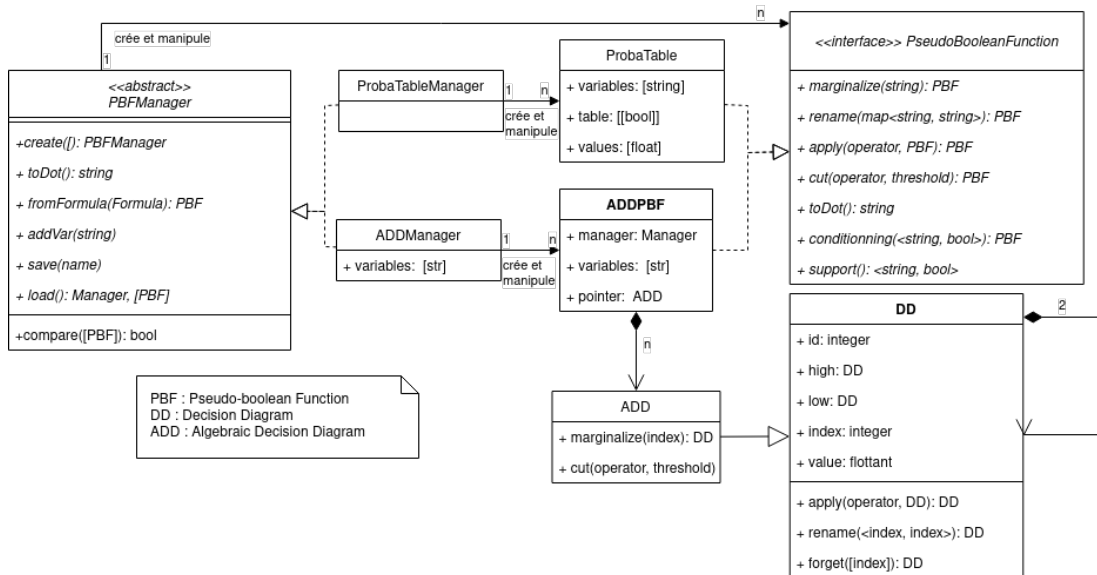 n
crée et manipule
1
<<abstract>>
PBFManager
+create([): PBFManager
+ toDot(): string
+ fromFormula(Formula): PBF
+ addVar(string)
+ save(name)
+ load(): Manager, [PBF]
+compare([PBF]): bool
ProbaTableManager
1
n
crée et
manipule
ProbaTable
+ variables: [string]
+ table: [[bool]]
+ values: [float]
<<interface>> PseudoBooleanFunction
+ marginalize(string): PBF
+ rename(map<string, string>): PBF
+ apply(operator, PBF): PBF
+ cut(operator, threshold): PBF
+ toDot(): string
+ conditionning(<string, bool>): PBF
+ support(): <string, bool>
ADDManager
+ variables: [str]
1
n
crée et
manipule
ADDPBF
+ manager: Manager
+ variables: [str]
+ pointer: ADD
n
ADD
+ marginalize(index): DD
+ cut(operator, threshold)
DD
+ id: integer
+ high: DD
+ low: DD
+ index: integer
+ value: flottant
+ apply(operator, DD): DD
+ rename(<index, index>): DD
+ forget([index]): DD
2
PBF : Pseudo-boolean Function
DD : Decision Diagram
ADD : Algebraic Decision Diagram